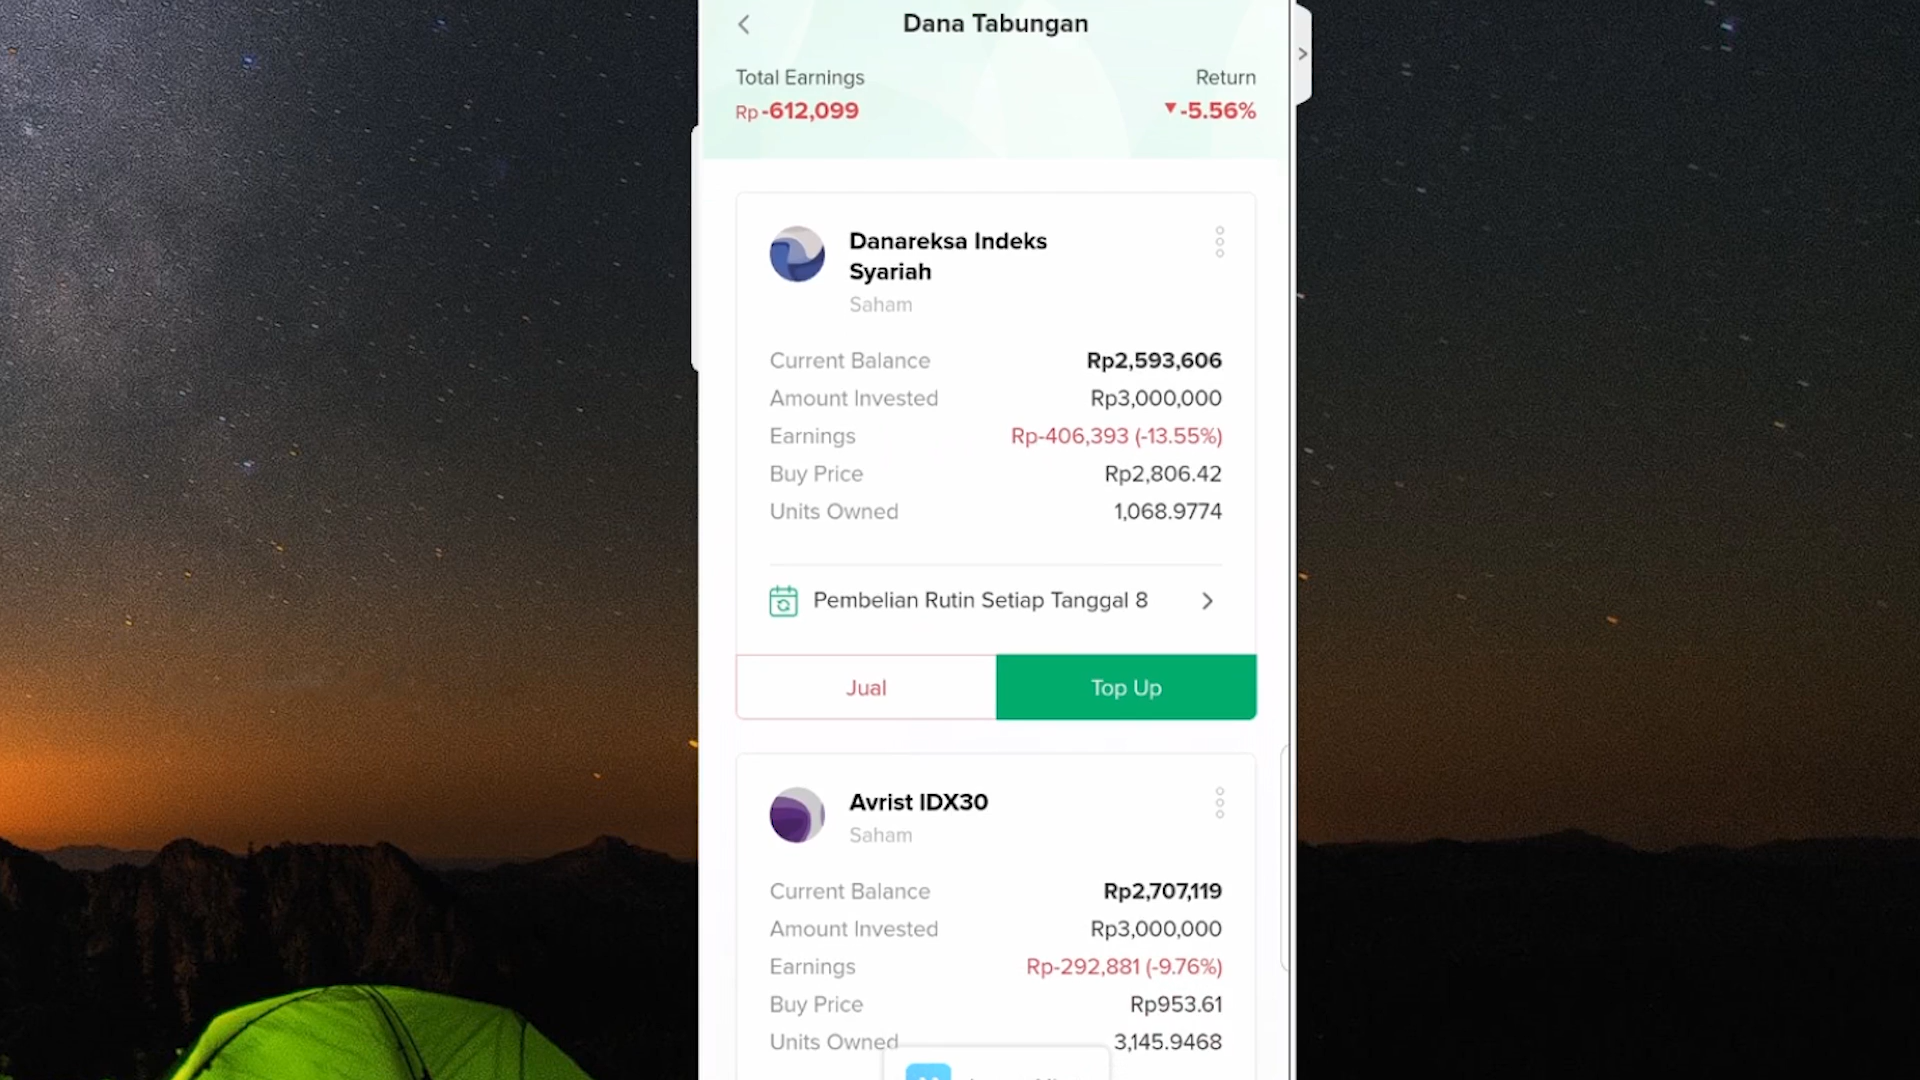 Dana Tabungan
Total Earnings Return
Rp-612,099 ▼-5.56%
Danareksa Indeks
Syariah
Saham
Current Balance Rp2,593,606
Amount Invested Rp3,000,000
Earnings Rp-406,393 (-13.55%)
Buy Price Rp2,806.42
Units Owned 1,068.9774
Pembelian Rutin Setiap Tanggal 8
Jual Top Up
Avrist IDX30
Saham
Current Balance Rp2,707,119
Amount Invested Rp3,000,000
Earnings Rp-292,881 (-9.76%)
Buy Price Rp953.61
Units Owned 3,145.9468